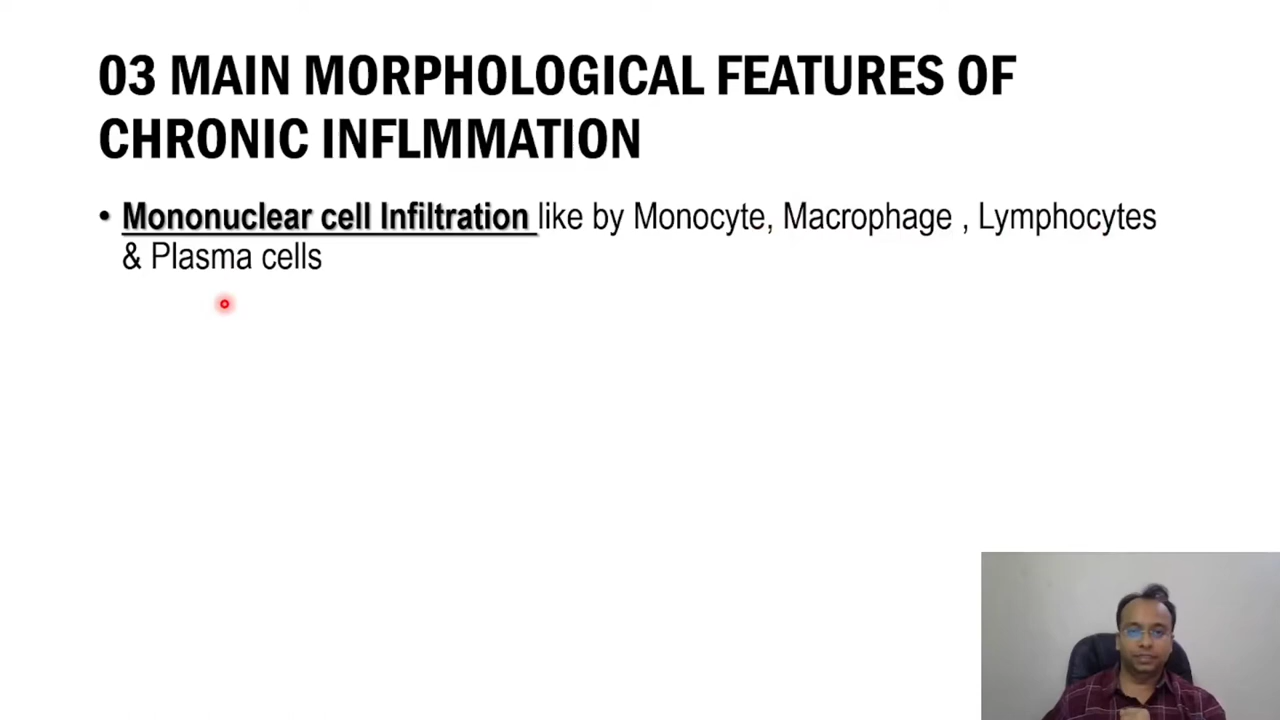 03 MAIN MORPHOLOGICAL FEATURES OF
CHRONIC INFLMMATION
• Mononuclear cell Infiltration like by Monocyte, Macrophage , Lymphocytes
& Plasma cells